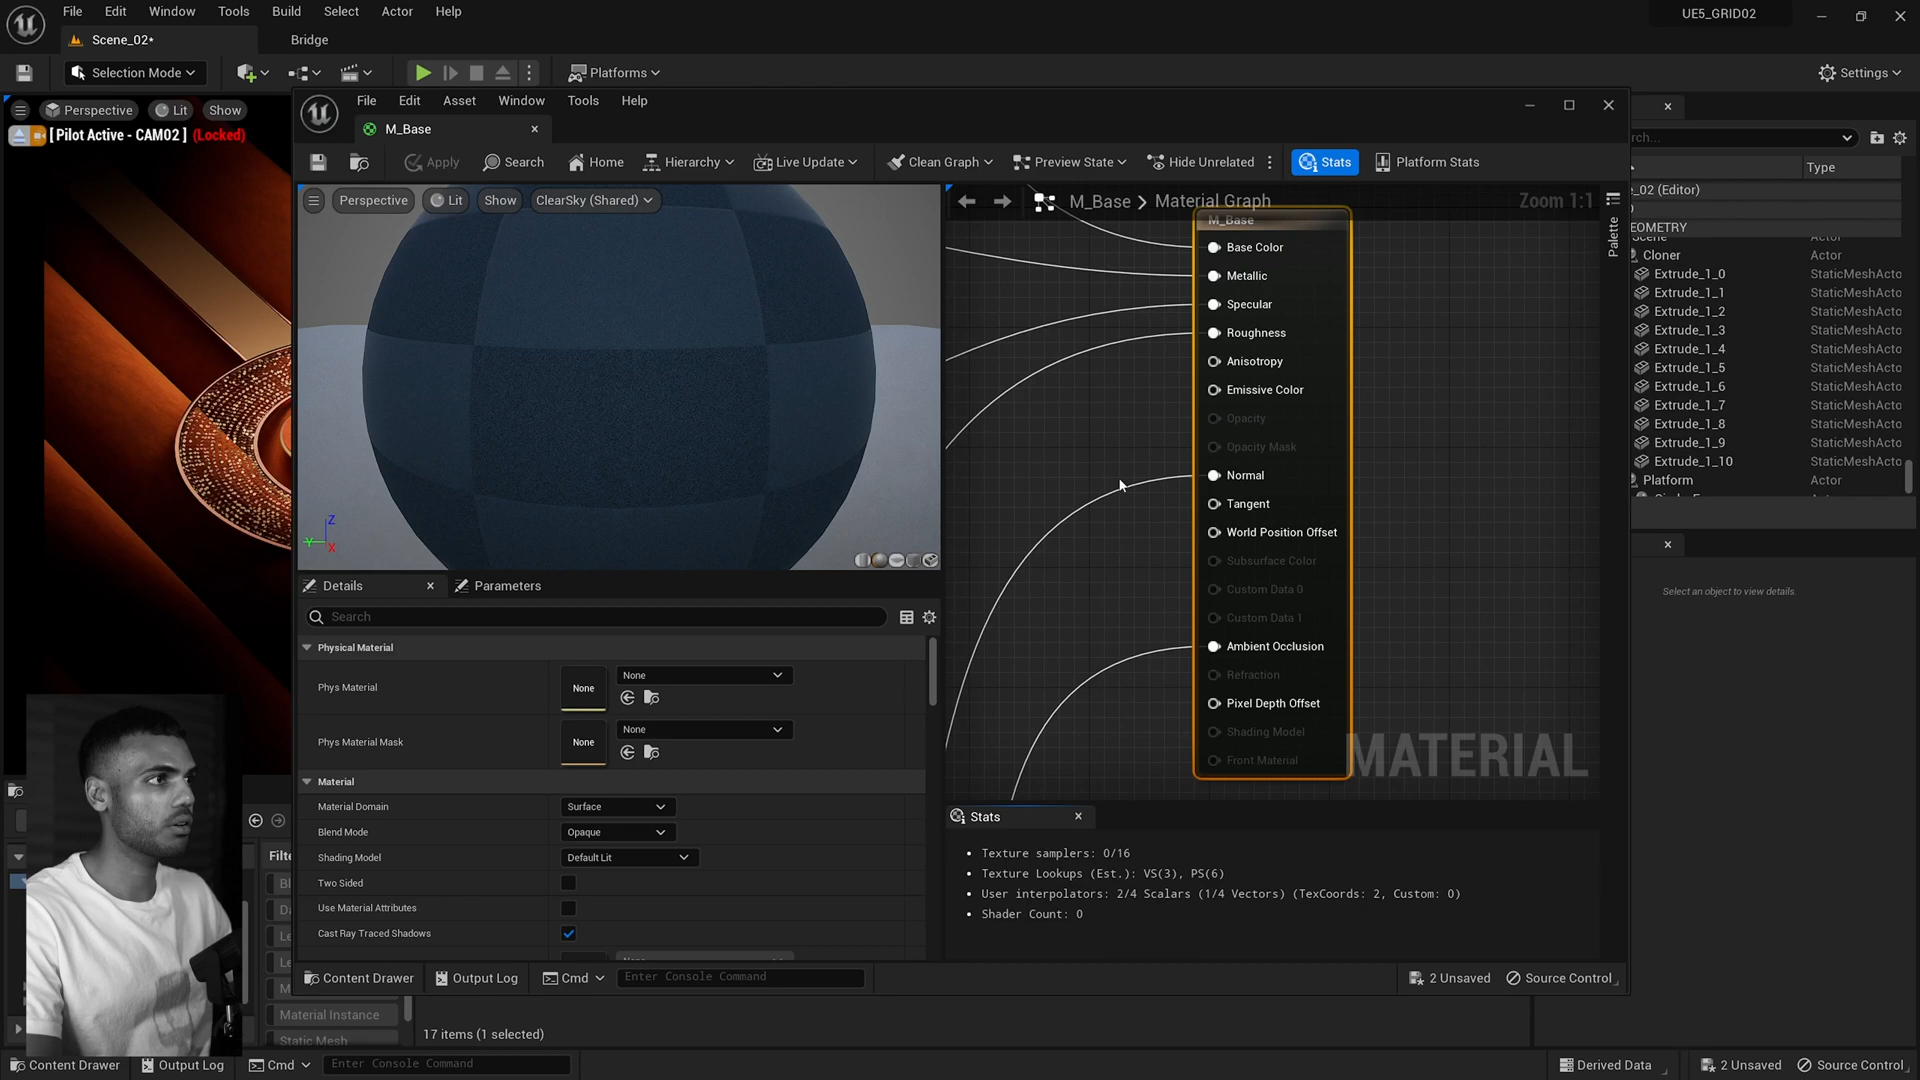 File Edit Window Tools Build Select Actor Help
UE5_GRID02
Scene_02*
Bridge
Selection Mode
Platforms
Settings
Perspective Lit Show
[ Pilot Active - CAM02 ] (Locked)
File Edit Asset Window Tools Help
M_Base
Apply Search Home Hierarchy Live Update Clean Graph Preview State Hide Unrelated Stats Platform Stats
Perspective Lit Show ClearSky (Shared)
M_Base > Material Graph
Zoom 1:1
Palette
M_Base
Base Color
Metallic
Specular
Roughness
Anisotropy
Emissive Color
Opacity
Opacity Mask
Normal
Tangent
World Position Offset
Subsurface Color
Custom Data 0
Custom Data 1
Ambient Occlusion
Refraction
Pixel Depth Offset
Shading Model
Front Material
MATERIAL
Z
Y
X
Details
Parameters
Search
Physical Material
Phys Material
None
None
Phys Material Mask
None
None
Material
Material Domain
Surface
Blend Mode
Opaque
Shading Model
Default Lit
Two Sided
Use Material Attributes
Cast Ray Traced Shadows
Stats
• Texture samplers: 0/16
• Texture Lookups (Est.): VS(3), PS(6)
• User interpolators: 2/4 Scalars (1/4 Vectors) (TexCoords: 2, Custom: 0)
• Shader Count: 0
Content Drawer Output Log Cmd Enter Console Command
2 Unsaved Source Control
rch...
Type
e_02 (Editor)
EOMETRY
Scene Actor
Cloner Actor
Extrude_1_0 StaticMeshActo
Extrude_1_1 StaticMeshActo
Extrude_1_2 StaticMeshActo
Extrude_1_3 StaticMeshActo
Extrude_1_4 StaticMeshActo
Extrude_1_5 StaticMeshActo
Extrude_1_6 StaticMeshActo
Extrude_1_7 StaticMeshActo
Extrude_1_8 StaticMeshActo
Extrude_1_9 StaticMeshActo
Extrude_1_10 StaticMeshActo
Platform Actor
Select an object to view details.
Filte
Material Instance
Static Mesh
17 items (1 selected)
Content Drawer Output Log Cmd Enter Console Command
Derived Data 2 Unsaved Source Control